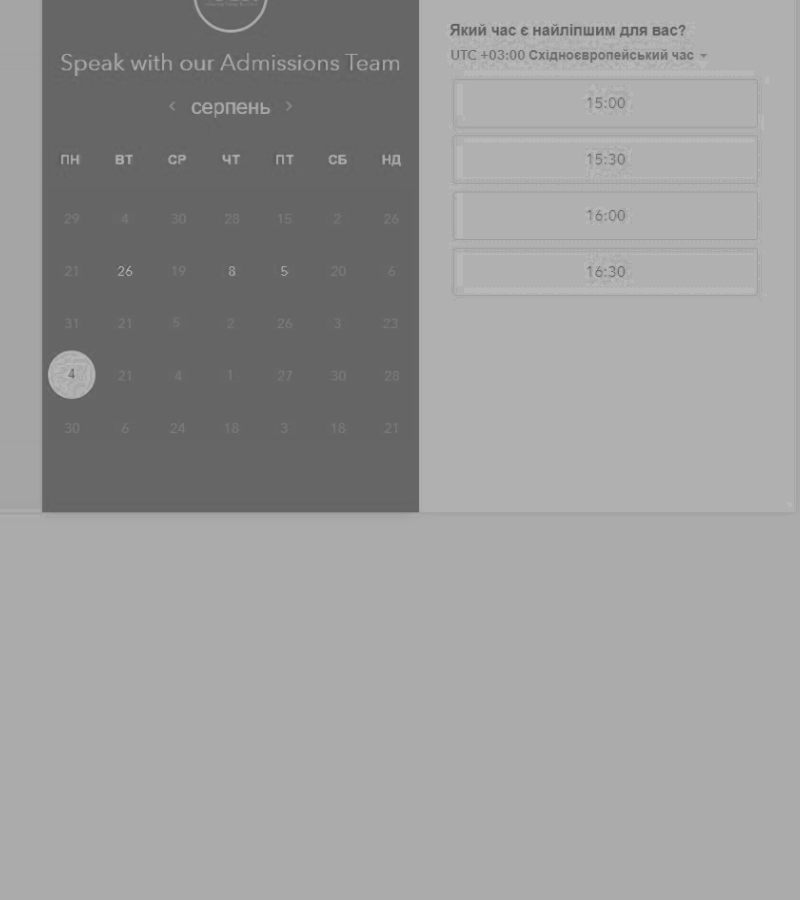 Speak with our Admissions Team
серпень
ПН ВТ СР ЧТ ПТ СБ НД
29 4 30 28 15 2 26
21 26 19 8 5 20 6
31 21 5 2 26 3 23
4 21 4 1 27 30 28
30 6 24 18 3 18 21
Який час є найліпшим для вас?
UTC +03:00 Східноєвропейський час
15:00
15:30
16:00
16:30